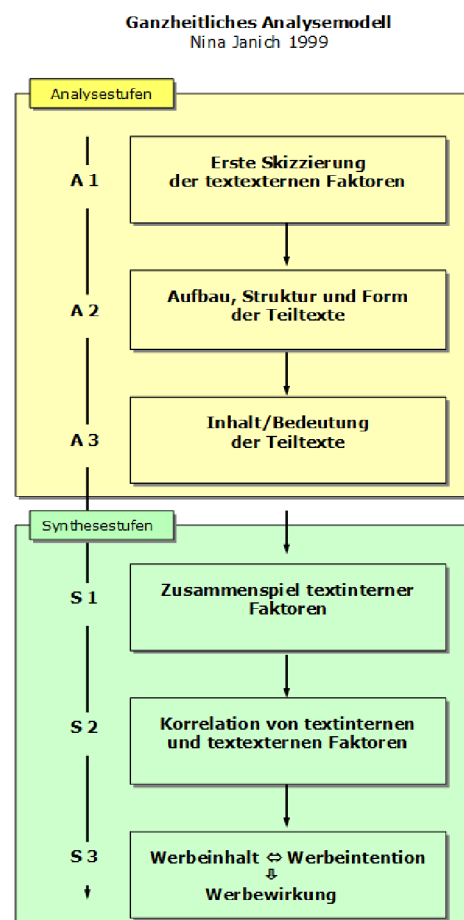 Ganzheitliches Analysemodell
Nina Janich 1999
Analysestufen
A 1
Erste Skizzierung
der textexternen Faktoren
A 2
Aufbau, Struktur und Form
der Teiltexte
A 3
Inhalt/Bedeutung
der Teiltexte
Synthesestufen
S 1
Zusammenspiel textinterner
Faktoren
S 2
Korrelation von textinternen
und textexternen Faktoren
S 3
Werbeinhalt ⇔ Werbeintention
⇩
Werbewirkung